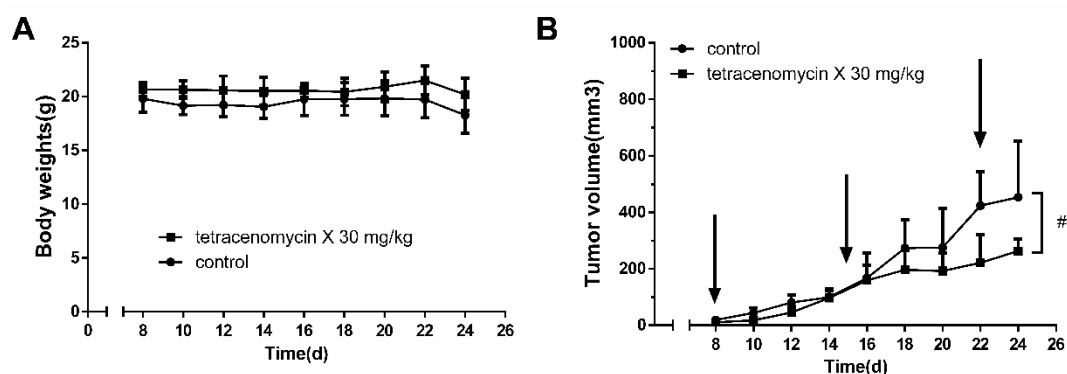 A
Body weights(g)
25
20
15
10
5
0
tetracenomycin X 30 mg/kg
control
0 8 10 12 14 16 18 20 22 24 26
Time(d)
B
Tumor volume(mm3)
1000
800
600
400
200
0
control
tetracenomycin X 30 mg/kg
#
8 10 12 14 16 18 20 22 24 26
Time(d)